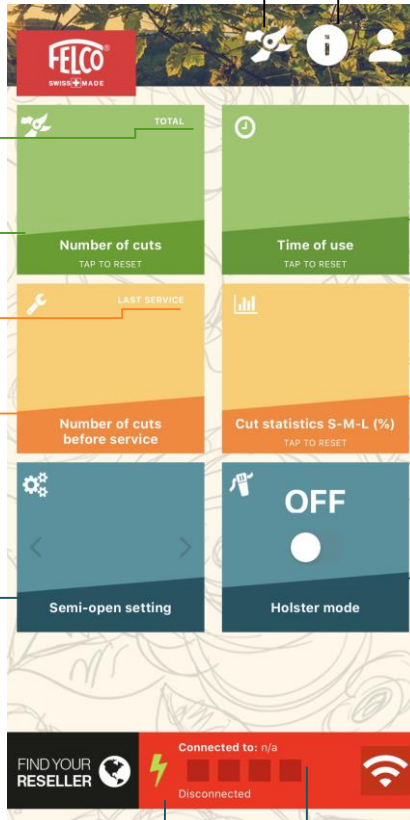 FELCO
SWISS MADE
TOTAL
Number of cuts
TAP TO RESET
Time of use
TAP TO RESET
LAST SERVICE
Number of cuts
before service
Cut statistics S-M-L (%)
TAP TO RESET
Semi-open setting
OFF
Holster mode
FIND YOUR
RESELLER
Connected to: n/a
Disconnected